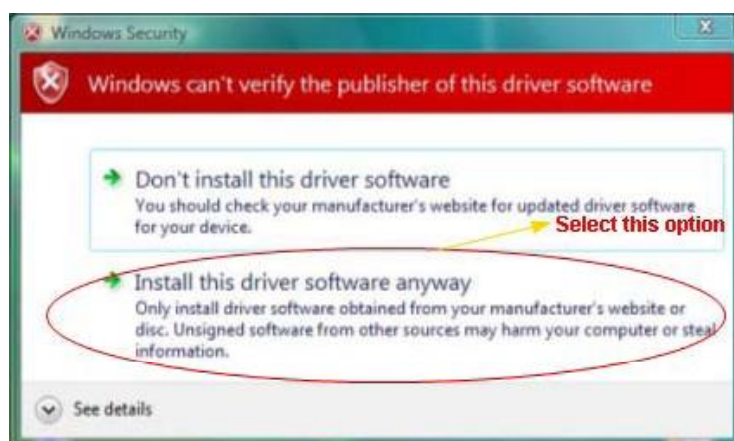 Windows Security
Windows can't verify the publisher of this driver software
Don't install this driver software
You should check your manufacturer's website for updated driver software
for your device.
Select this option
Install this driver software anyway
Only install driver software obtained from your manufacturer's website or
disc. Unsigned software from other sources may harm your computer or steal
information.
See details